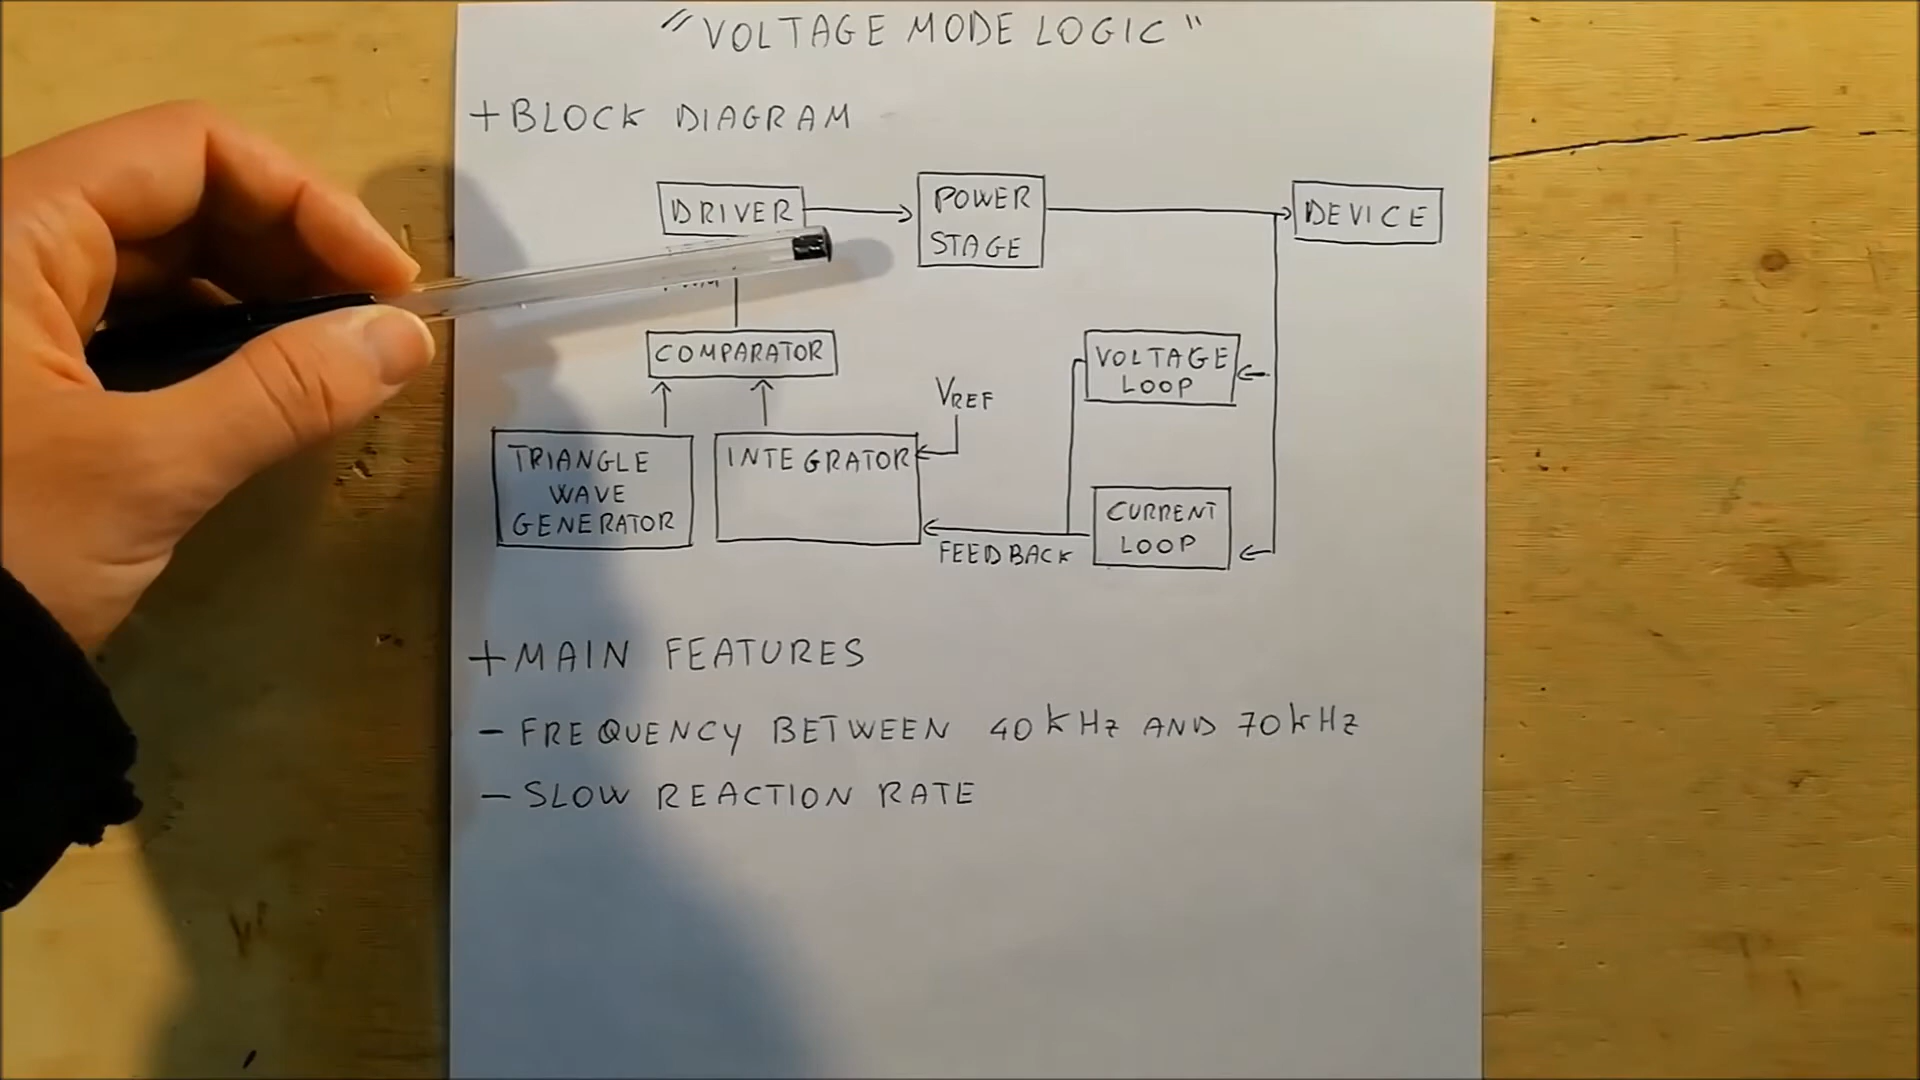 "VOLTAGE MODE LOGIC"
+ BLOCK DIAGRAM
DRIVER
POWER
STAGE
DEVICE
COMPARATOR
VOLTAGE
LOOP
VREF
TRIANGLE
WAVE
GENERATOR
INTEGRATOR
CURRENT
LOOP
FEEDBACK
+ MAIN FEATURES
- FREQUENCY BETWEEN 40kHz AND 70kHz
- SLOW REACTION RATE